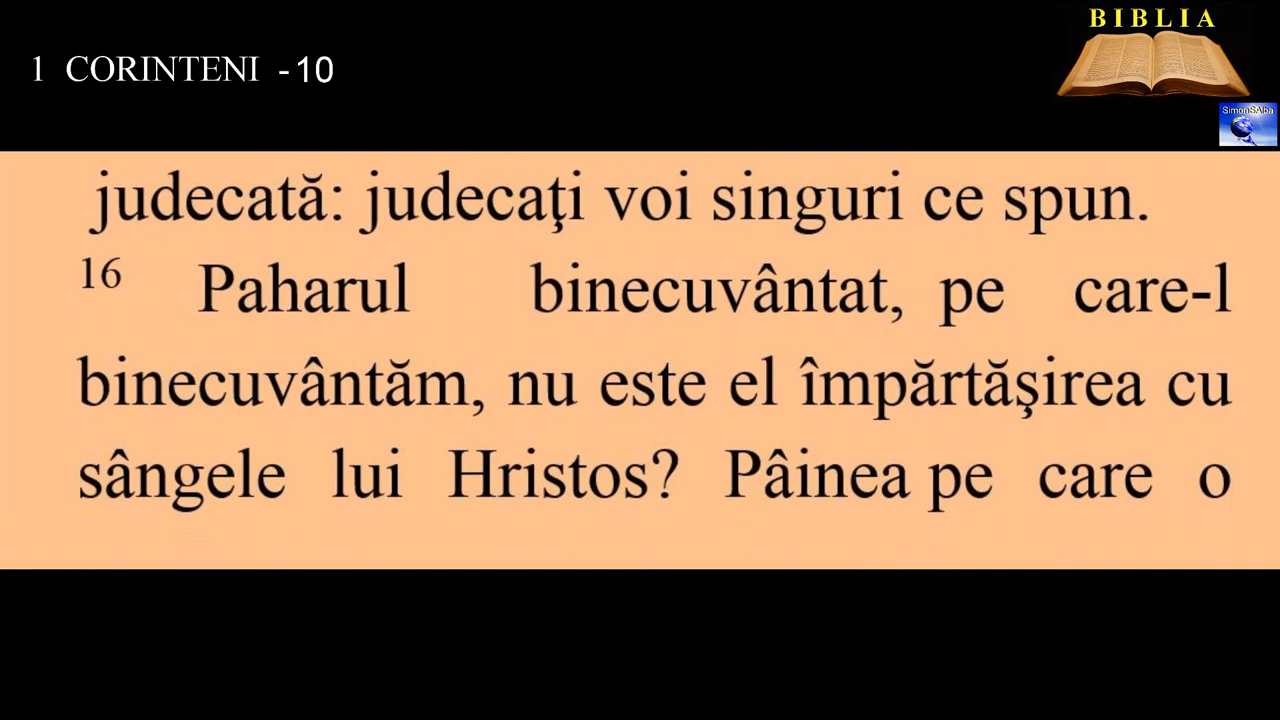 BIBLIA
1 CORINTENI -10
SimonSAlba
judecată: judecaţi voi singuri ce spun.
16 Paharul binecuvântat, pe care-l
binecuvântăm, nu este el împărtăşirea cu
sângele lui Hristos? Pâinea pe care o